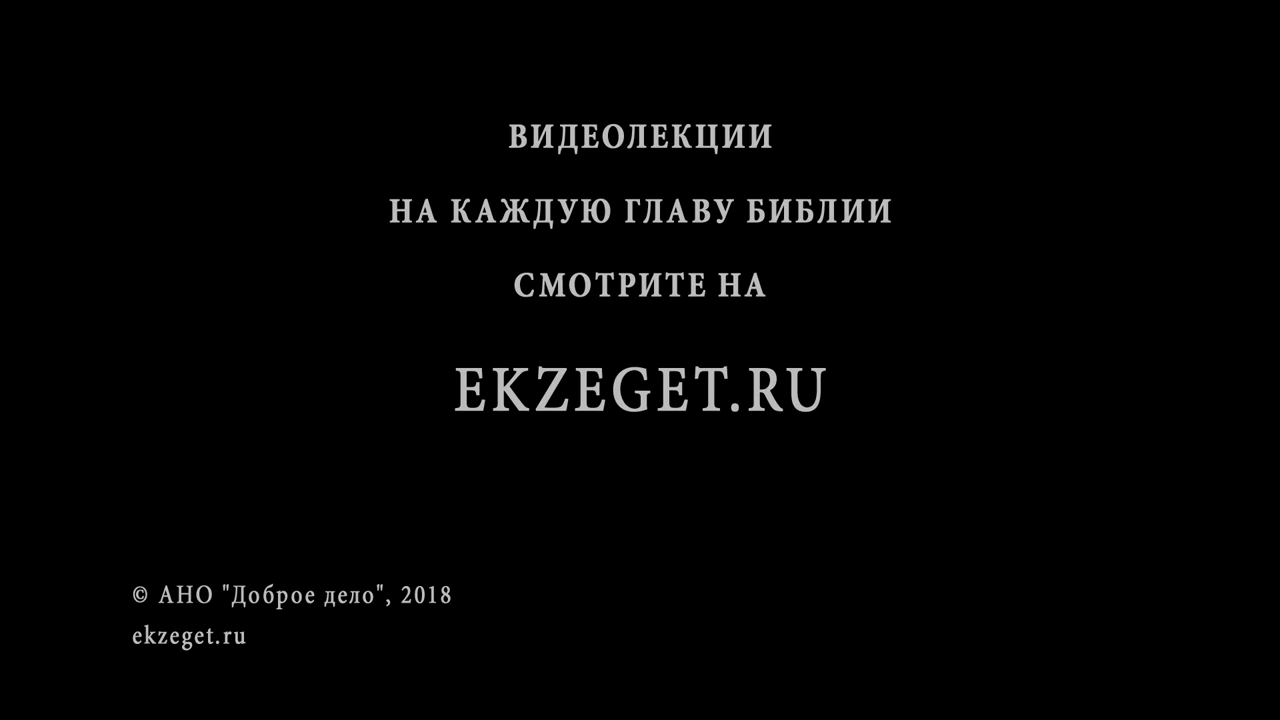 ВИДЕОЛЕКЦИИ
НА КАЖДУЮ ГЛАВУ БИБЛИИ
СМОТРИТЕ НА
EKZEGET.RU
© АНО "Доброе дело", 2018
ekzeget.ru